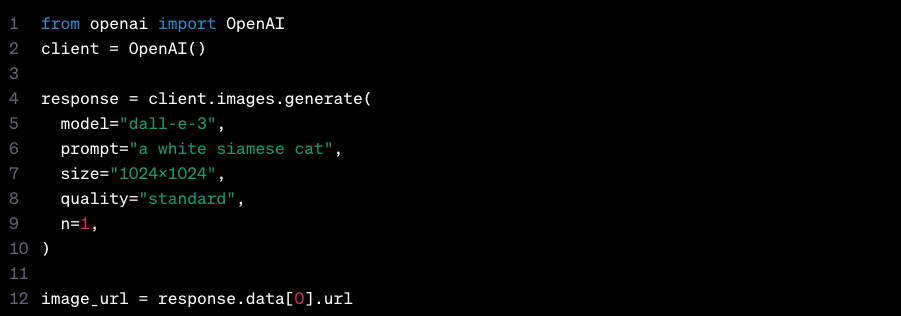 1 from openai import OpenAI
2 client = OpenAI()
3
4 response = client.images.generate(
5   model="dall-e-3",
6   prompt="a white siamese cat",
7   size="1024x1024",
8   quality="standard",
9   n=1,
10 )
11
12 image_url = response.data[0].url